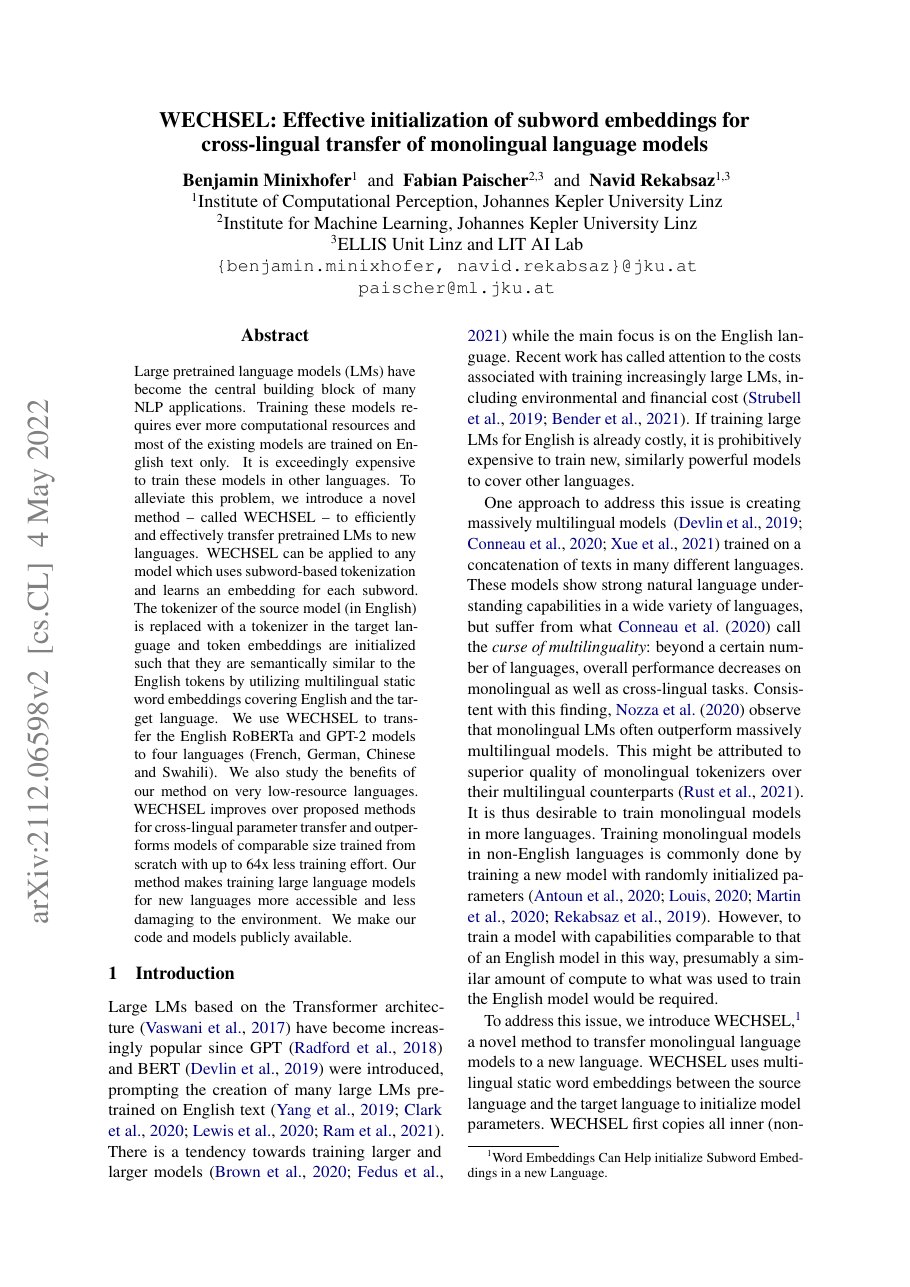 WECHSEL: Effective initialization of subword embeddings for
cross-lingual transfer of monolingual language models
Benjamin Minixhofer1 and Fabian Paischer2,3 and Navid Rekabsaz1,3
1Institute of Computational Perception, Johannes Kepler University Linz
2Institute for Machine Learning, Johannes Kepler University Linz
3ELLIS Unit Linz and LIT AI Lab
{benjamin.minixhofer, navid.rekabsaz}@jku.at
paischer@ml.jku.at
arXiv:2112.06598v2 [cs.CL] 4 May 2022
Abstract
Large pretrained language models (LMs) have
become the central building block of many
NLP applications. Training these models re-
quires ever more computational resources and
most of the existing models are trained on En-
glish text only. It is exceedingly expensive
to train these models in other languages. To
alleviate this problem, we introduce a novel
method – called WECHSEL – to efficiently
and effectively transfer pretrained LMs to new
languages. WECHSEL can be applied to any
model which uses subword-based tokenization
and learns an embedding for each subword.
The tokenizer of the source model (in English)
is replaced with a tokenizer in the target lan-
guage and token embeddings are initialized
such that they are semantically similar to the
English tokens by utilizing multilingual static
word embeddings covering English and the tar-
get language. We use WECHSEL to trans-
fer the English RoBERTa and GPT-2 models
to four languages (French, German, Chinese
and Swahili). We also study the benefits of
our method on very low-resource languages.
WECHSEL improves over proposed methods
for cross-lingual parameter transfer and outper-
forms models of comparable size trained from
scratch with up to 64x less training effort. Our
method makes training large language models
for new languages more accessible and less
damaging to the environment. We make our
code and models publicly available.
1 Introduction
Large LMs based on the Transformer architec-
ture (Vaswani et al., 2017) have become increas-
ingly popular since GPT (Radford et al., 2018)
and BERT (Devlin et al., 2019) were introduced,
prompting the creation of many large LMs pre-
trained on English text (Yang et al., 2019; Clark
et al., 2020; Lewis et al., 2020; Ram et al., 2021).
There is a tendency towards training larger and
larger models (Brown et al., 2020; Fedus et al.,
2021) while the main focus is on the English lan-
guage. Recent work has called attention to the costs
associated with training increasingly large LMs, in-
cluding environmental and financial cost (Strubell
et al., 2019; Bender et al., 2021). If training large
LMs for English is already costly, it is prohibitively
expensive to train new, similarly powerful models
to cover other languages.
One approach to address this issue is creating
massively multilingual models (Devlin et al., 2019;
Conneau et al., 2020; Xue et al., 2021) trained on a
concatenation of texts in many different languages.
These models show strong natural language under-
standing capabilities in a wide variety of languages,
but suffer from what Conneau et al. (2020) call
the curse of multilinguality: beyond a certain num-
ber of languages, overall performance decreases on
monolingual as well as cross-lingual tasks. Consis-
tent with this finding, Nozza et al. (2020) observe
that monolingual LMs often outperform massively
multilingual models. This might be attributed to
superior quality of monolingual tokenizers over
their multilingual counterparts (Rust et al., 2021).
It is thus desirable to train monolingual models
in more languages. Training monolingual models
in non-English languages is commonly done by
training a new model with randomly initialized pa-
rameters (Antoun et al., 2020; Louis, 2020; Martin
et al., 2020; Rekabsaz et al., 2019). However, to
train a model with capabilities comparable to that
of an English model in this way, presumably a sim-
ilar amount of compute to what was used to train
the English model would be required.
To address this issue, we introduce WECHSEL,1
a novel method to transfer monolingual language
models to a new language. WECHSEL uses multi-
lingual static word embeddings between the source
language and the target language to initialize model
parameters. WECHSEL first copies all inner (non-
1Word Embeddings Can Help initialize Subword Embed-
dings in a new Language.